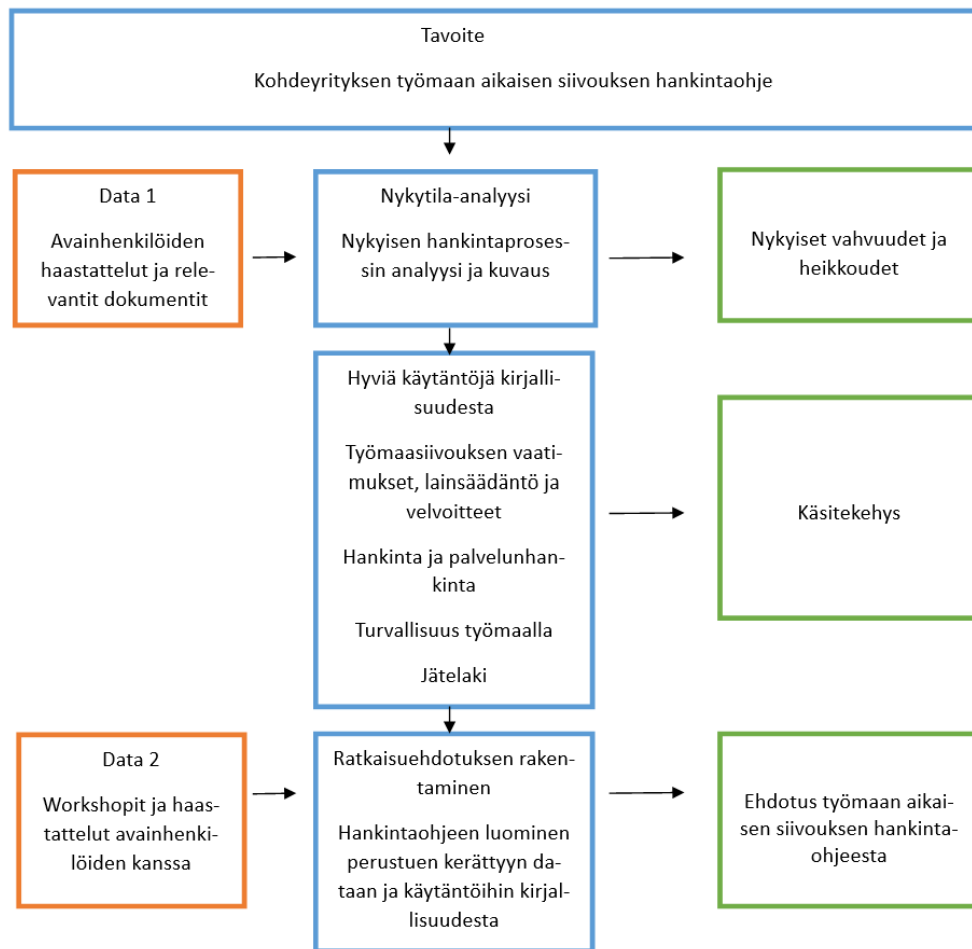 Tavoite
Kohdeyrityksen työmaan aikaisen siivouksen hankintaohje
Data 1
Avainhenkilöiden
haastattelut ja rele-
vantit dokumentit
Nykytila-analyysi
Nykyisen hankintaproses-
sin analyysi ja kuvaus
Nykyiset vahvuudet ja
heikkoudet
Hyviä käytäntöjä kirjalli-
suudesta
Työmaasiivouksen vaati-
mukset, lainsäädäntö ja
velvoitteet
Hankinta ja palvelunhan-
kinta
Turvallisuus työmaalla
Jätelaki
Käsitekehys
Data 2
Workshopit ja haas-
tattelut avainhenki-
löiden kanssa
Ratkaisuehdotuksen raken-
taminen
Hankintaohjeen luominen
perustuen kerättyyn da-
taan ja käytäntöihin kirjal-
lisuudesta
Ehdotus työmaan aikai-
sen siivouksen hankinta-
ohjeesta